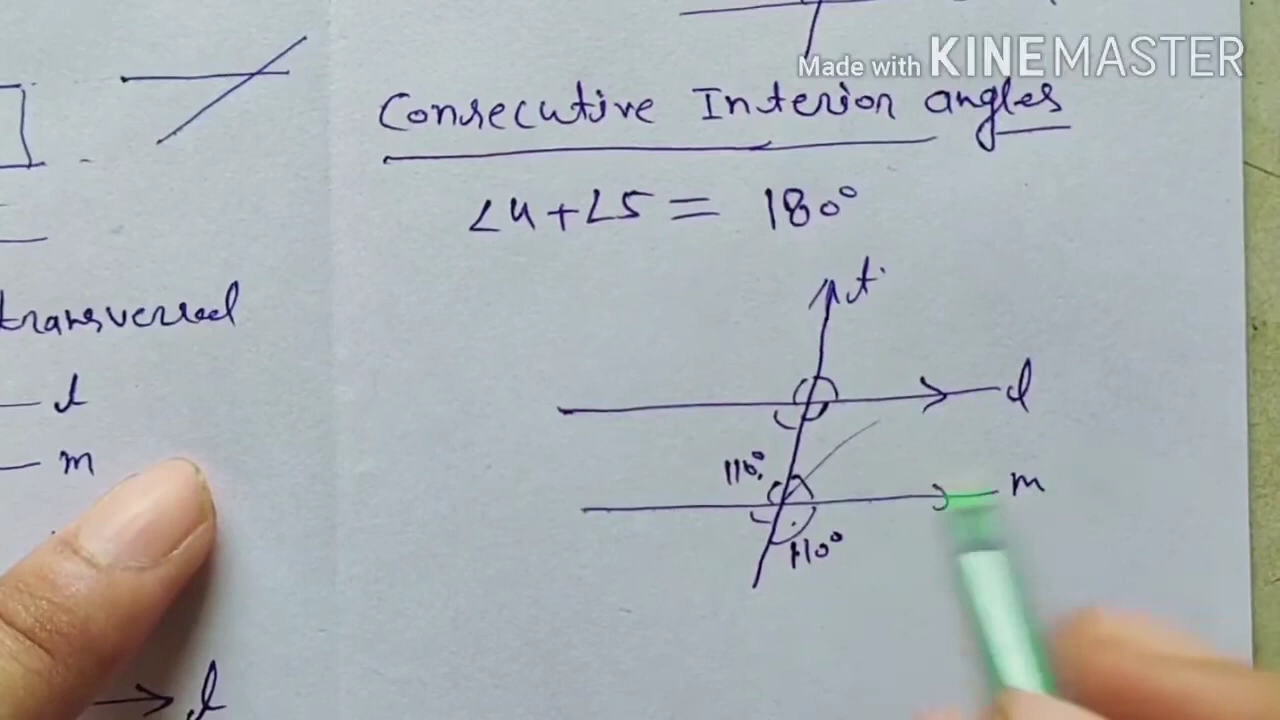 Made with KINEMASTER
Consecutive Interior angles
∠4+∠5 = 180°
t
transversal
l
l
m
110°
m
110°
l